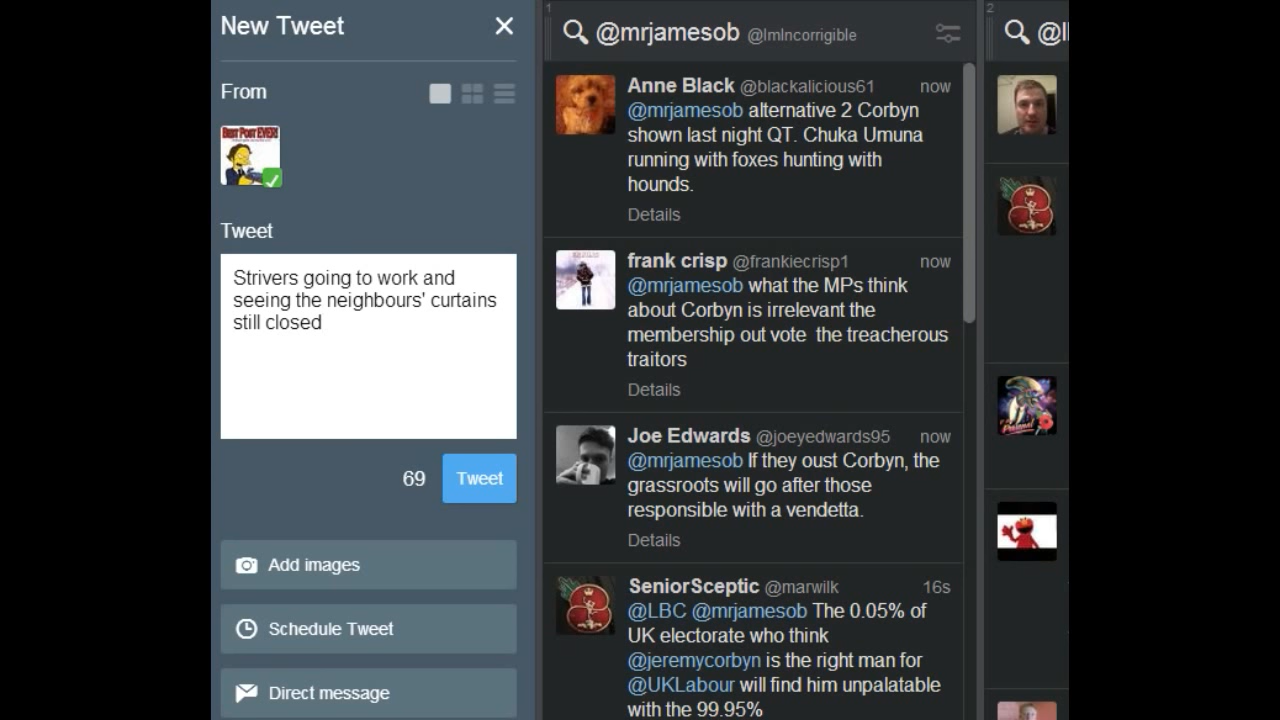 New Tweet
From
BEST POST EVER!
Tweet
Strivers going to work and
seeing the neighbours' curtains
still closed
69 Tweet
Add images
Schedule Tweet
Direct message
1
@mrjamesob @ImIncorrigible
Anne Black @blackalicious61 now
@mrjamesob alternative 2 Corbyn
shown last night QT. Chuka Umuna
running with foxes hunting with
hounds.
Details
frank crisp @frankiecrisp1 now
@mrjamesob what the MPs think
about Corbyn is irrelevant the
membership out vote the treacherous
traitors
Details
Joe Edwards @joeyedwards95 now
@mrjamesob If they oust Corbyn, the
grassroots will go after those
responsible with a vendetta.
Details
SeniorSceptic @marwilk 16s
@LBC @mrjamesob The 0.05% of
UK electorate who think
@jeremycorbyn is the right man for
@UKLabour will find him unpalatable
with the 99.95%
2